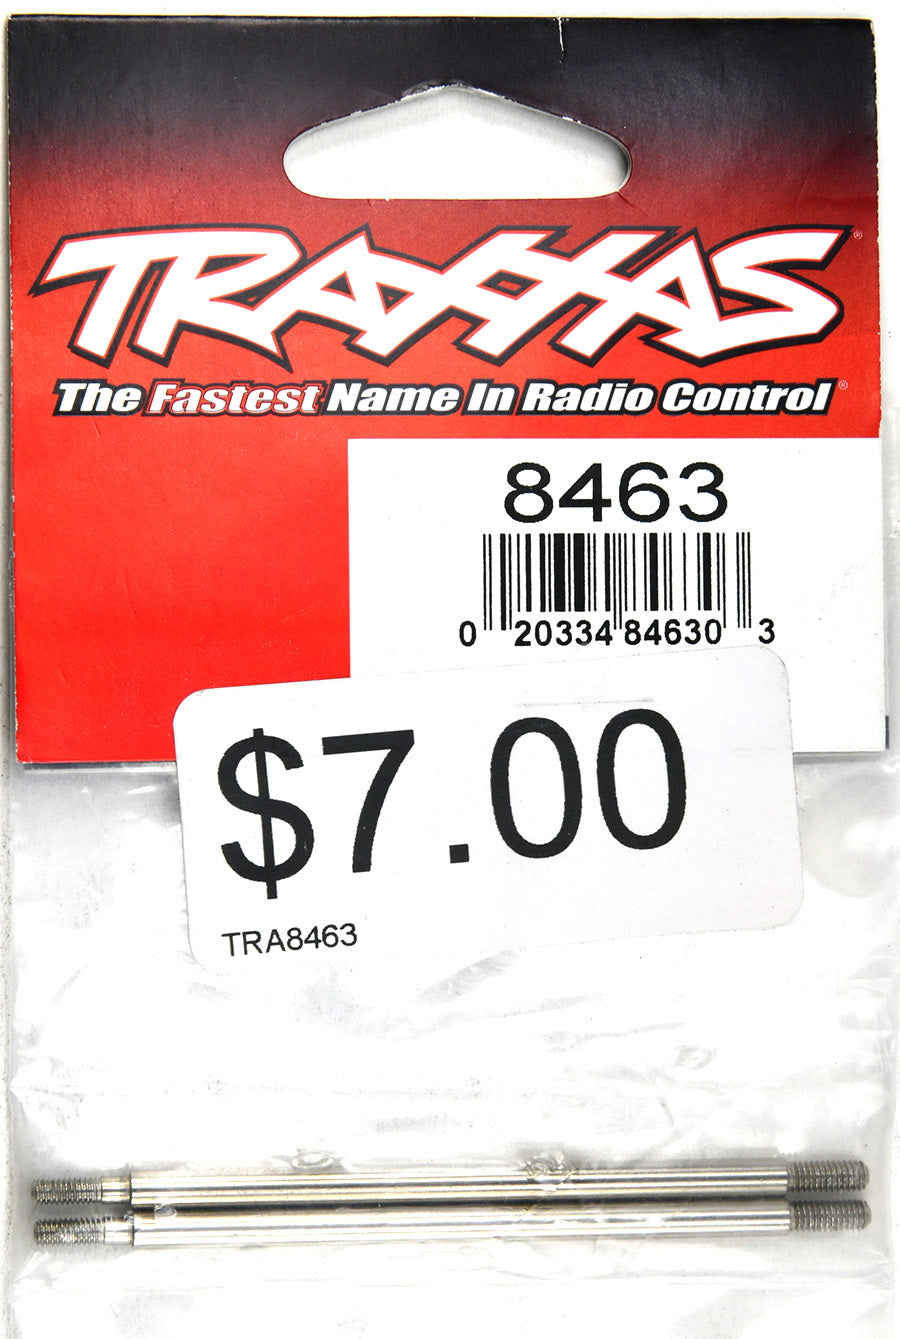 TRAXXAS®
The Fastest Name In Radio Control®
8463
0 20334 84630 3
$7.00
TRA8463